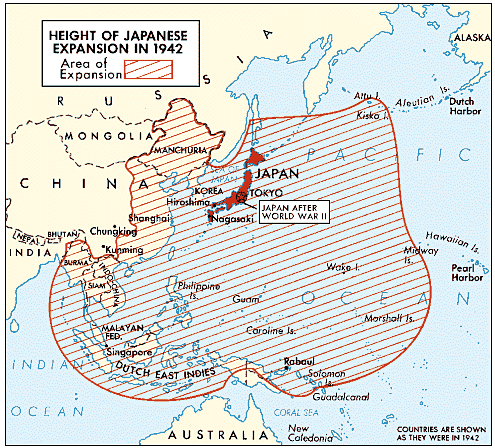 HEIGHT OF JAPANESE
EXPANSION IN 1942
Area of
Expansion
ALASKA
RUSSIA
Attu I.
Aleutian Is.
Kiska I.
Dutch
Harbor
MONGOLIA
MANCHURIA
PACIFIC
SEA OF
JAPAN
JAPAN
CHINA
KOREA
TOKYO
Hiroshima
JAPAN AFTER
WORLD WAR II
Shanghai
Nagasaki
NEPAL
BHUTAN
Chungking
Kunming
INDIA
BURMA
Hawaiian Is.
Midway
Is.
Pearl
Harbor
INDOCHINA
SIAM
Wake I.
Philippine
Is.
Guam
OCEAN
Marshall Is.
MALAYAN
FED.
Caroline Is.
Singapore
INDIAN
OCEAN
DUTCH EAST INDIES
Rabaul
Solomon
Is.
Guadalcanal
CORAL SEA
AUSTRALIA
New
Caledonia
COUNTRIES ARE SHOWN
AS THEY WERE IN 1942